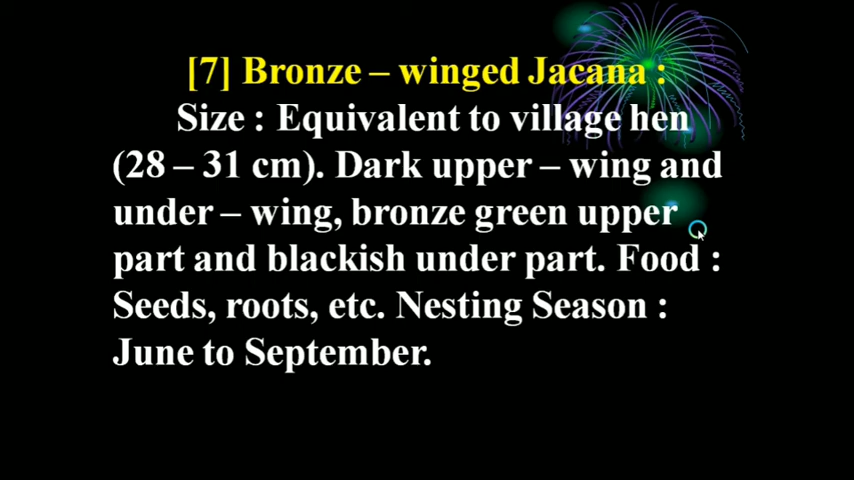 [7] Bronze – winged Jacana :
Size : Equivalent to village hen
(28 – 31 cm). Dark upper – wing and
under – wing, bronze green upper
part and blackish under part. Food :
Seeds, roots, etc. Nesting Season :
June to September.